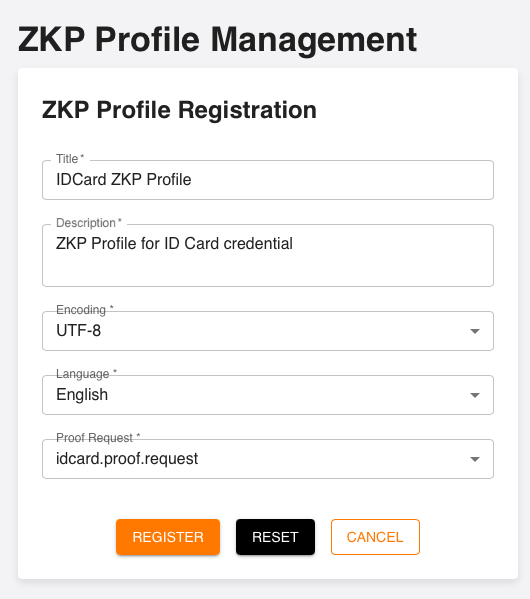 ZKP Profile Management
ZKP Profile Registration
Title *
IDCard ZKP Profile
Description *
ZKP Profile for ID Card credential
Encoding *
UTF-8
Language *
English
Proof Request *
idcard.proof.request
REGISTER RESET CANCEL